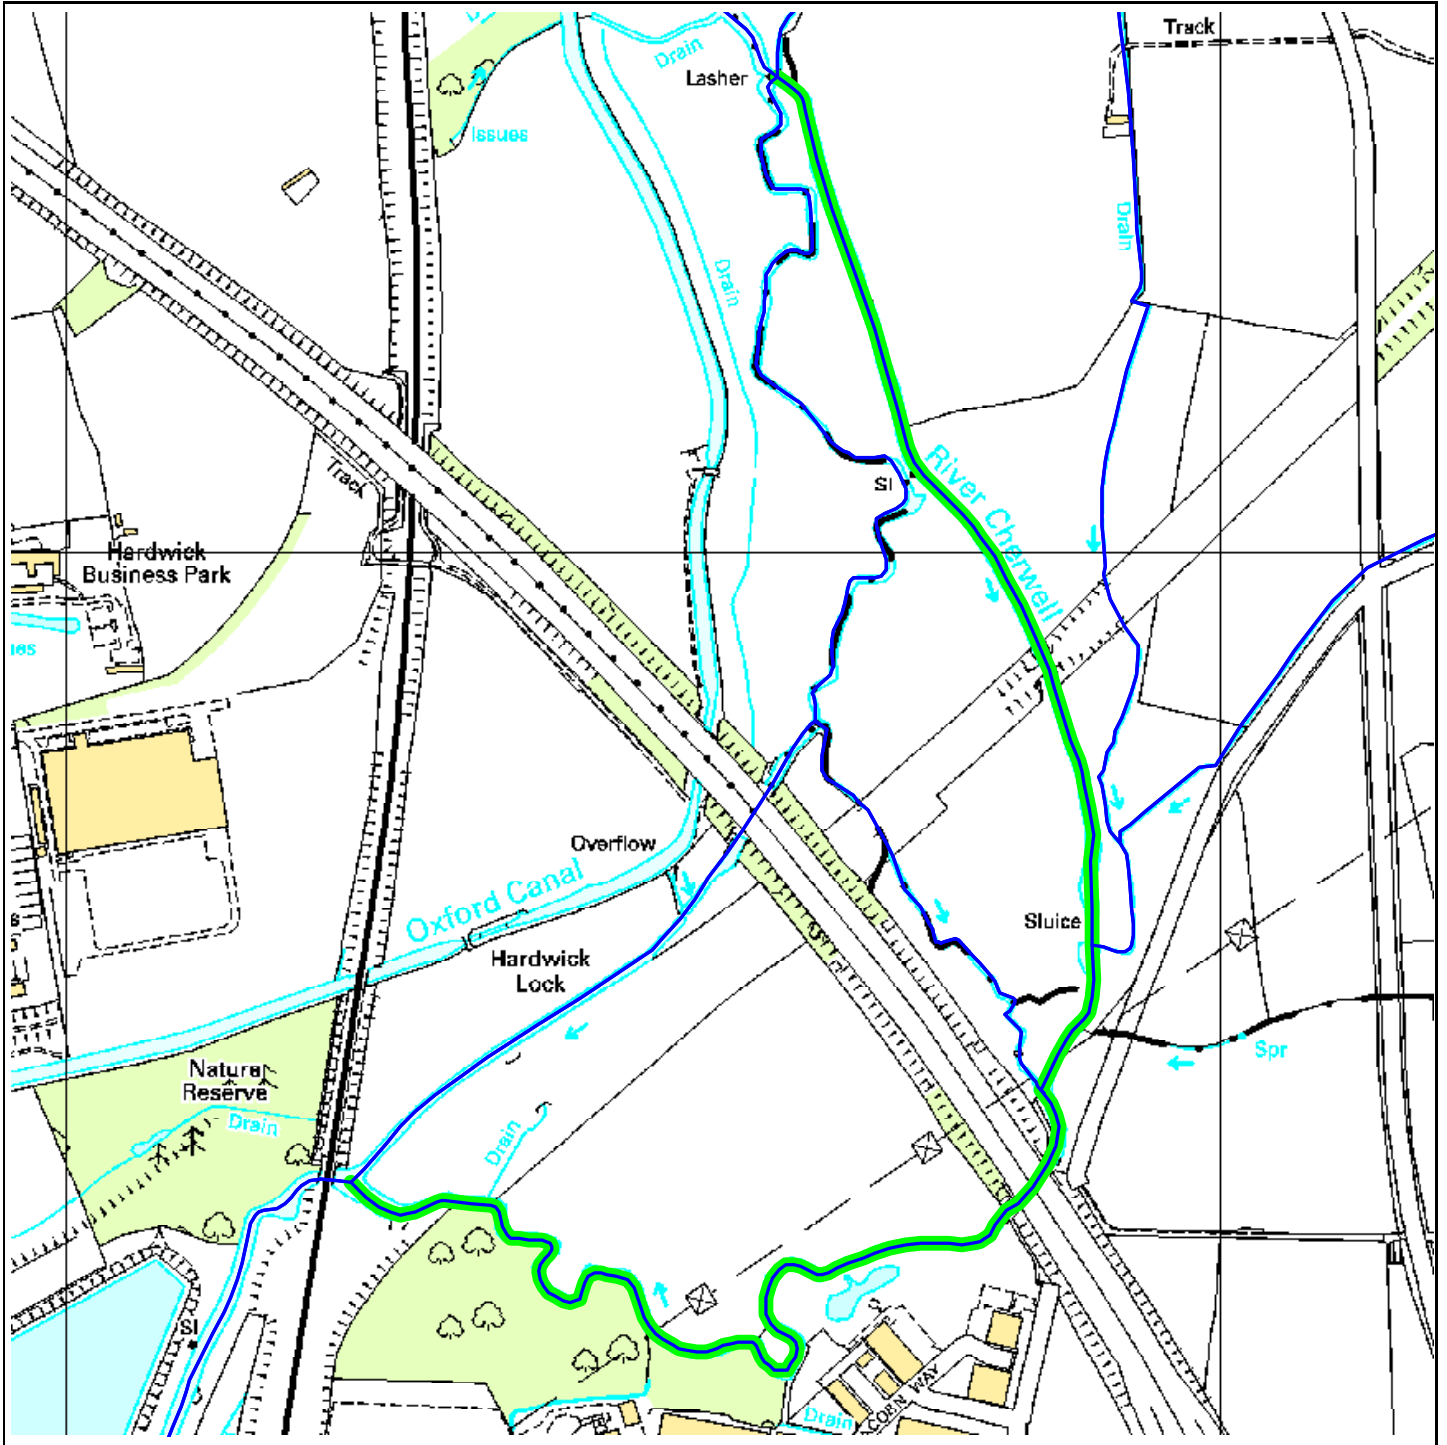 Track
Drain
Lasher
Issues
Drain
Drain
Track
River Cherwell
Sl
Hardwick
Business Park
Overflow
Oxford Canal
Sluice
Hardwick
Lock
Spr
Nature
Reserve
Drain
Drain
Sl
CORN WAY
Drain